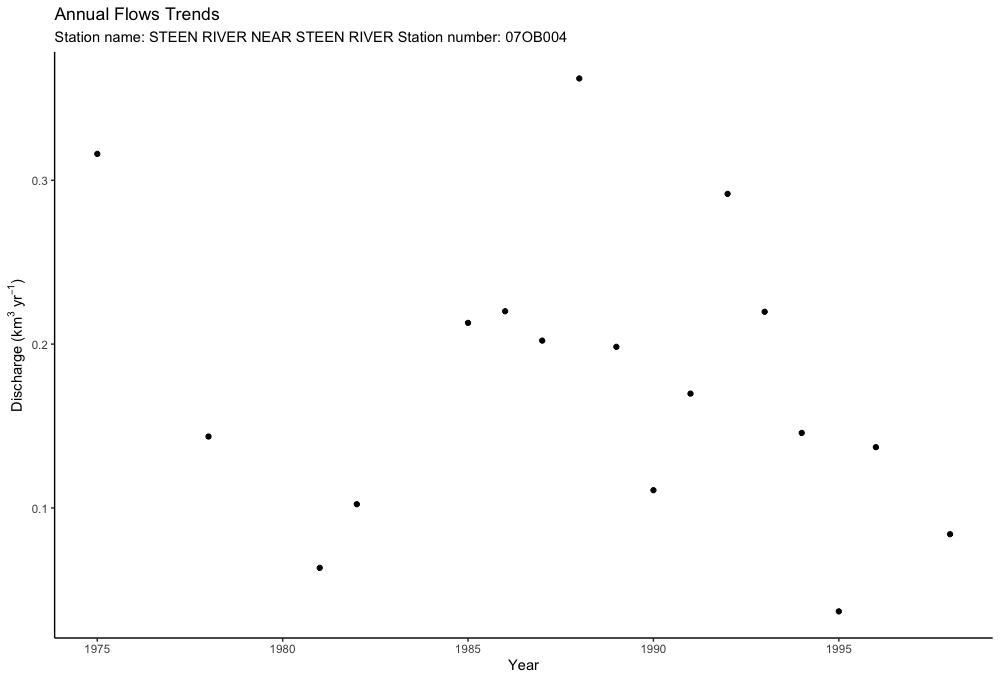 Annual Flows Trends
Station name: STEEN RIVER NEAR STEEN RIVER Station number: 07OB004
Discharge (km³ yr⁻¹)
0.3
0.2
0.1
1975 1980 1985 1990 1995
Year